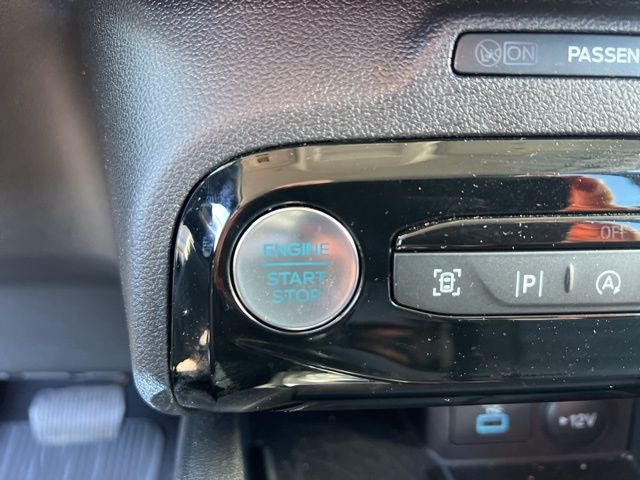 ON PASSEN
ENGINE
START
STOP
OFF
P A
12V